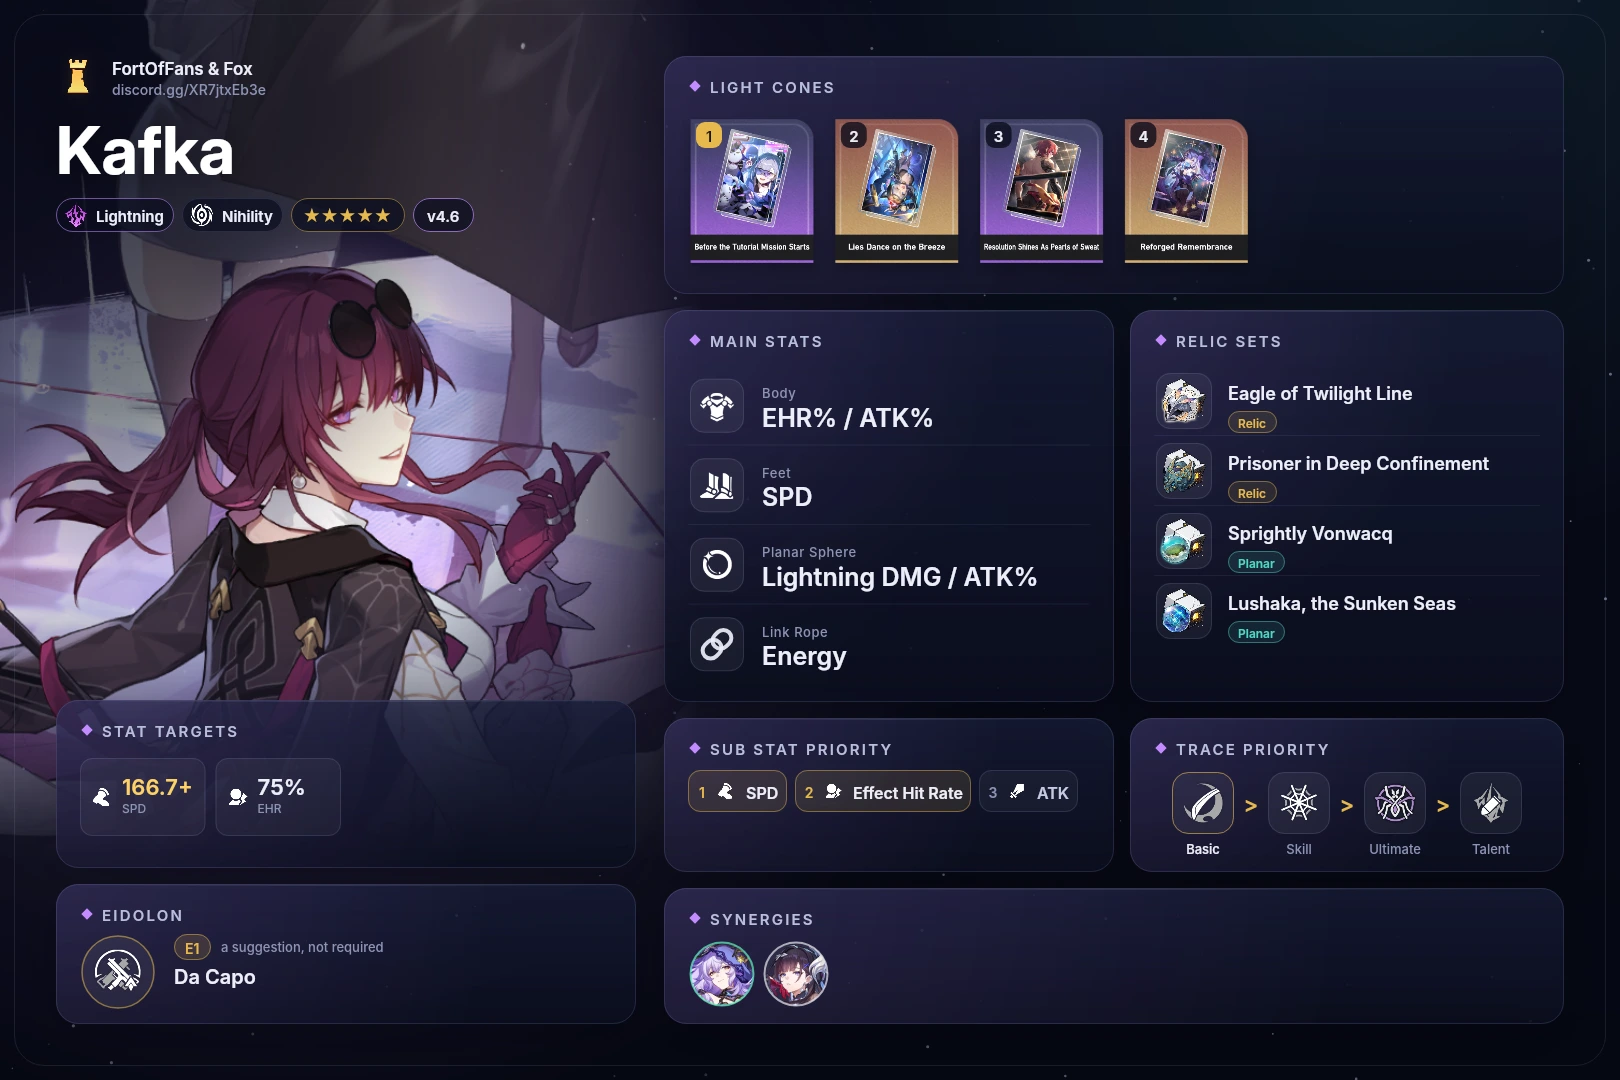 FortOfFans & Fox
discord.gg/XR7jtxEb3e
Kafka
Lightning
Nihility
v4.6
LIGHT CONES
1
Before the Tutorial Mission Starts
2
Lies Dance on the Breeze
3
Resolution Shines As Pearls of Sweat
4
Reforged Remembrance
MAIN STATS
Body
EHR% / ATK%
Feet
SPD
Planar Sphere
Lightning DMG / ATK%
Link Rope
Energy
RELIC SETS
Eagle of Twilight Line
Relic
Prisoner in Deep Confinement
Relic
Sprightly Vonwacq
Planar
Lushaka, the Sunken Seas
Planar
STAT TARGETS
166.7+
SPD
75%
EHR
SUB STAT PRIORITY
1 SPD
2 Effect Hit Rate
3 ATK
TRACE PRIORITY
> > >
Basic
Skill
Ultimate
Talent
EIDOLON
E1 a suggestion, not required
Da Capo
SYNERGIES